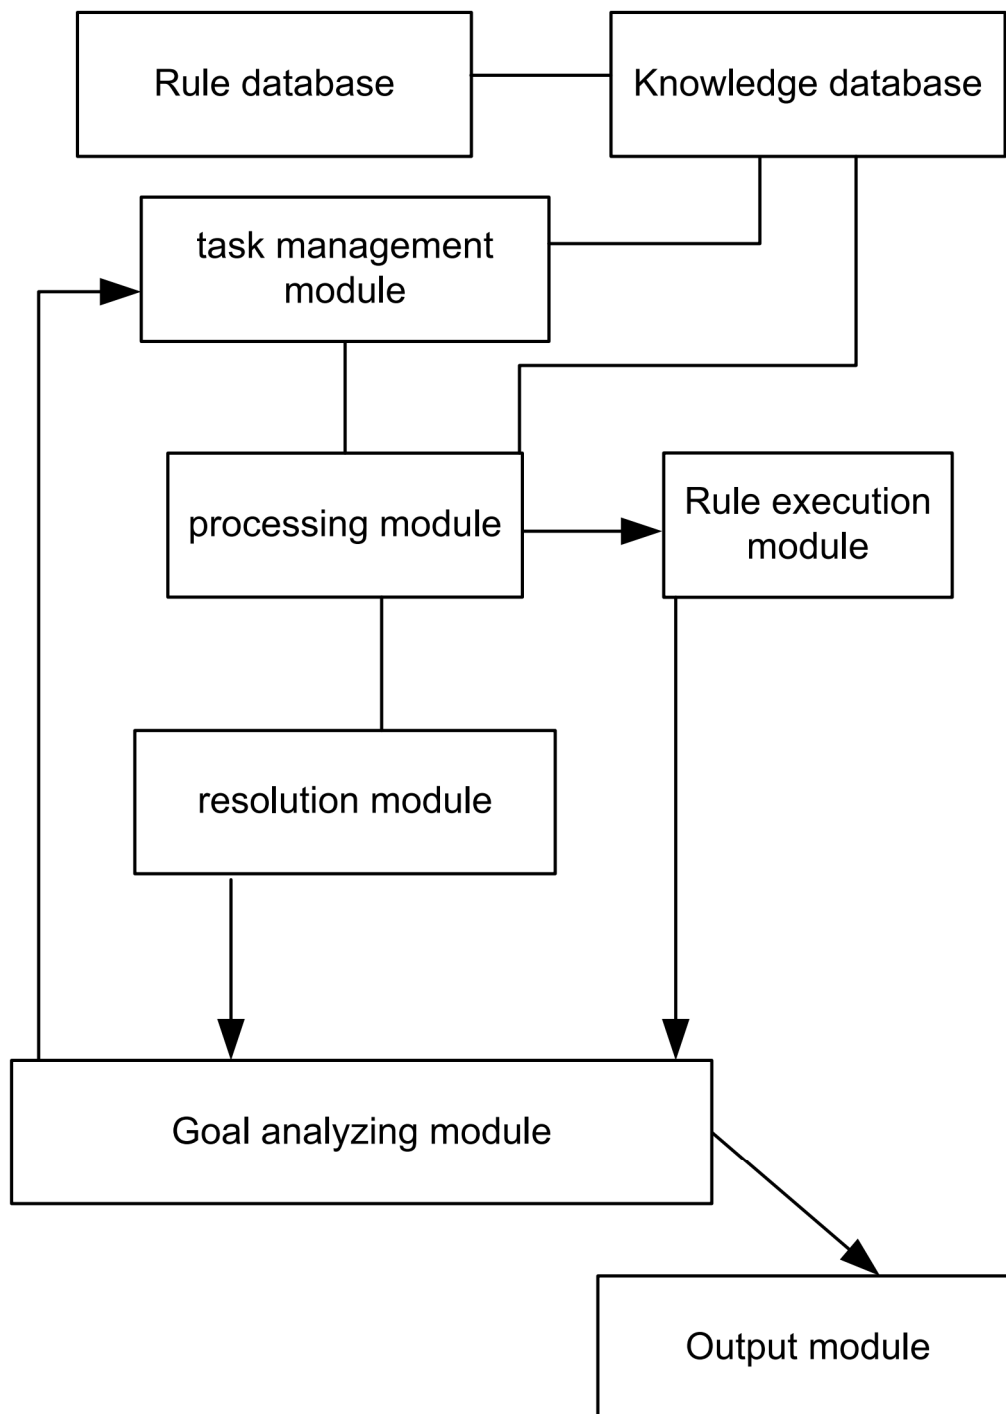 Rule database
Knowledge database
task management
module
processing module
Rule execution
module
resolution module
Goal analyzing module
Output module